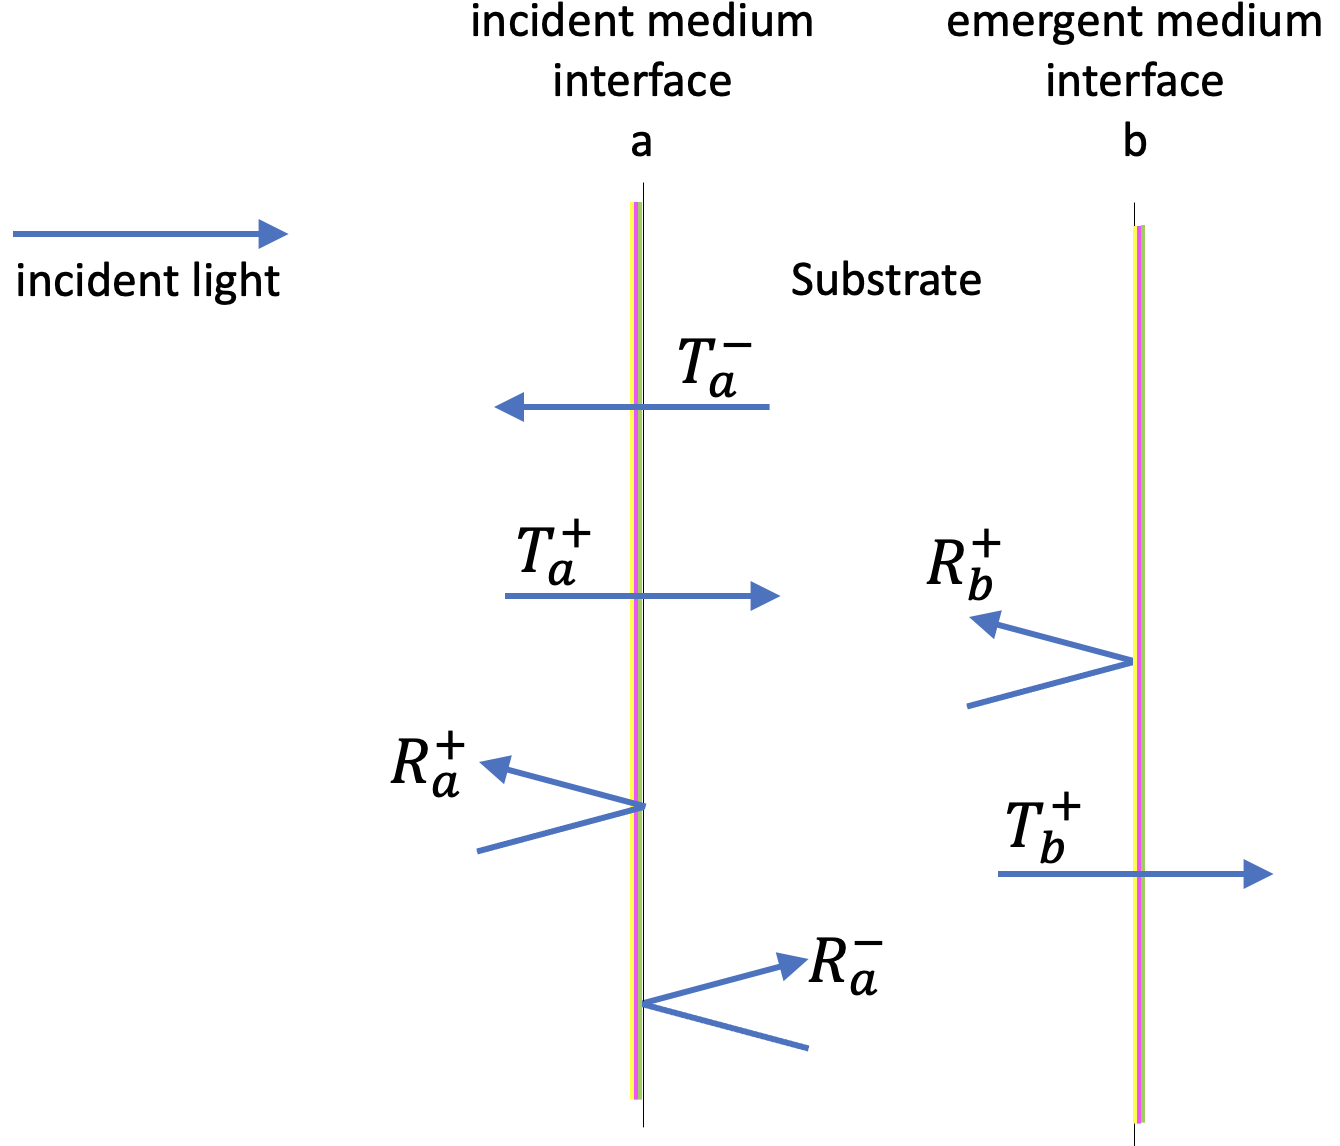 incident medium
interface
a
emergent medium
interface
b
incident light
Substrate
$T_a^-$
$T_a^+$
$R_b^+$
$R_a^+$
$T_b^+$
$R_a^-$